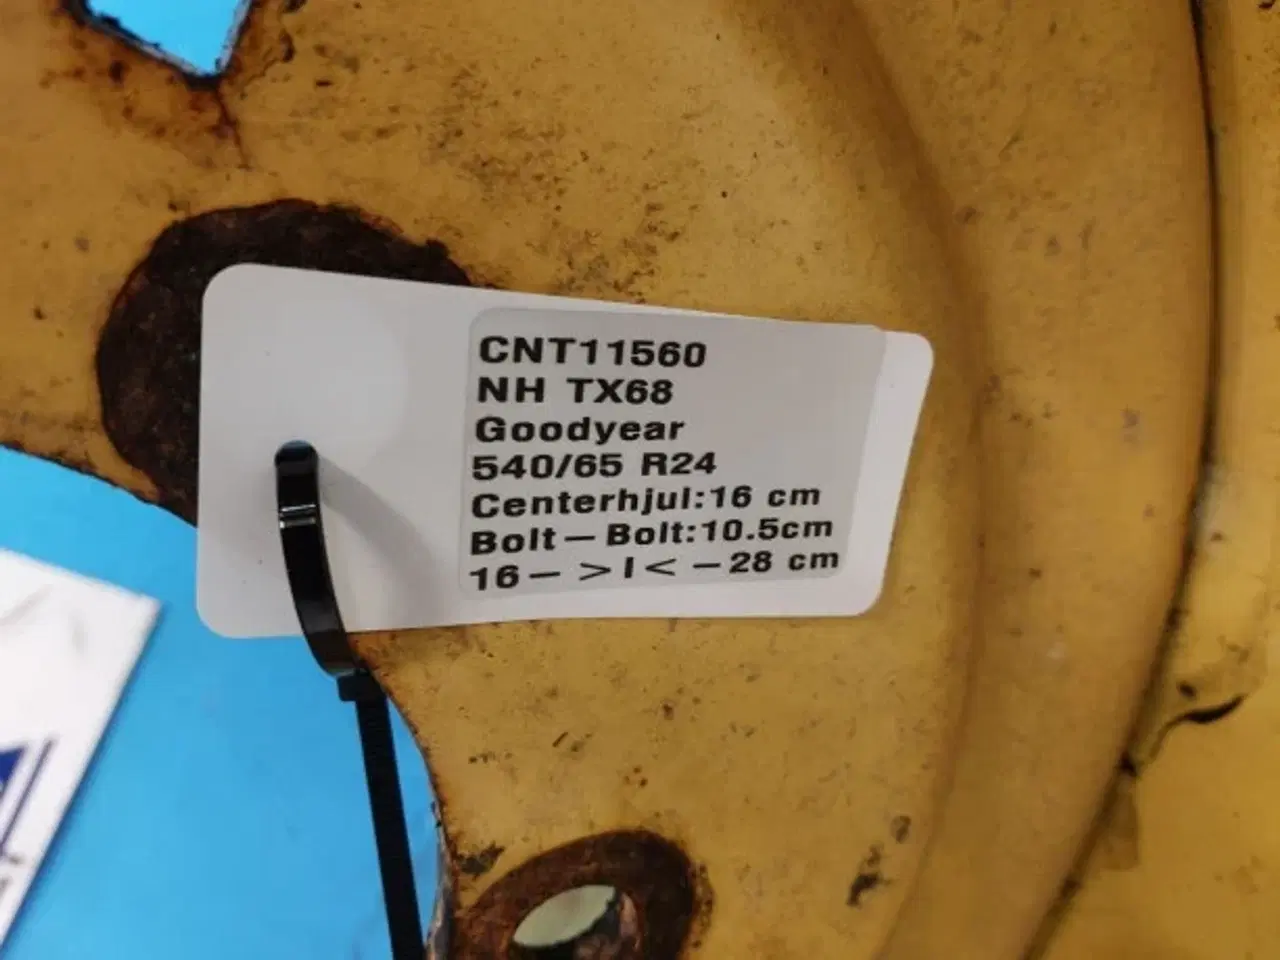 CNT11560
NH TX68
Goodyear
540/65 R24
Centerhjul:16 cm
Bolt — Bolt:10.5cm
16— >I< —28 cm